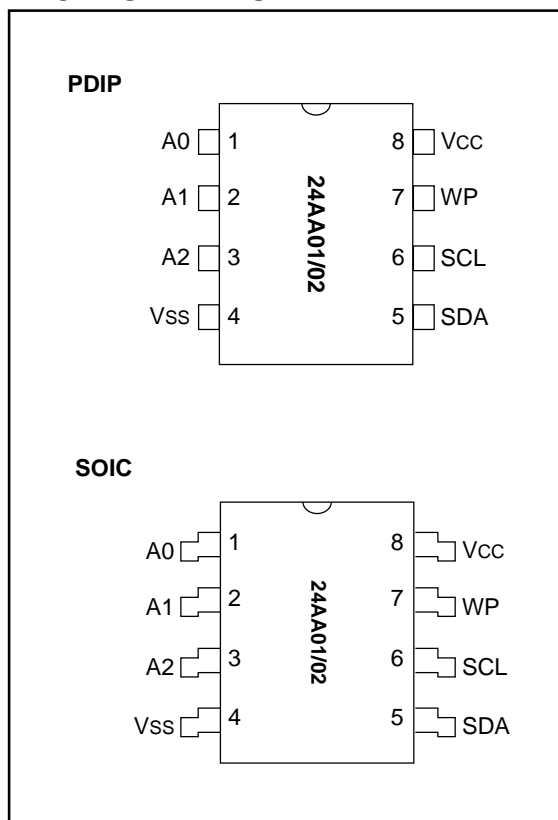 PDIP
A0 1 8 VCC
A1 2 7 WP
A2 3 6 SCL
VSS 4 5 SDA
24AA01/02
SOIC
A0 1 8 VCC
A1 2 7 WP
A2 3 6 SCL
VSS 4 5 SDA
24AA01/02